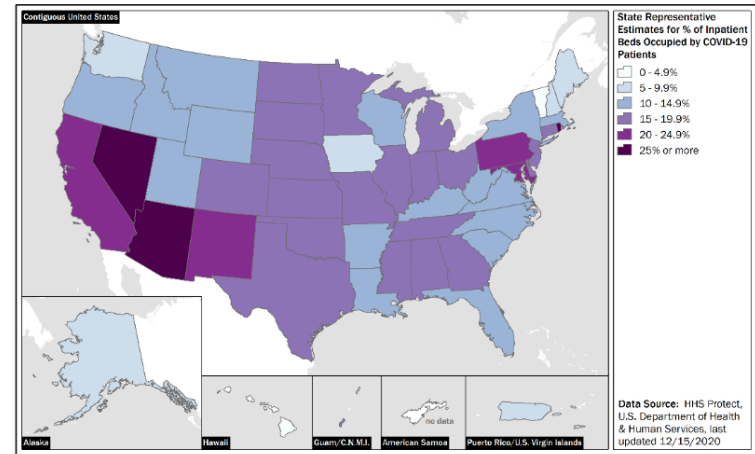 Contiguous United States
State Representative
Estimates for % of Inpatient
Beds Occupied by COVID-19
Patients
0 - 4.9%
5 - 9.9%
10 - 14.9%
15 - 19.9%
20 - 24.9%
25% or more
Alaska
Hawaii
Guam/C.N.M.I.
no data
American Samoa
Puerto Rico/U.S. Virgin Islands
Data Source: HHS Protect,
U.S. Department of Health
& Human Services, last
updated 12/15/2020